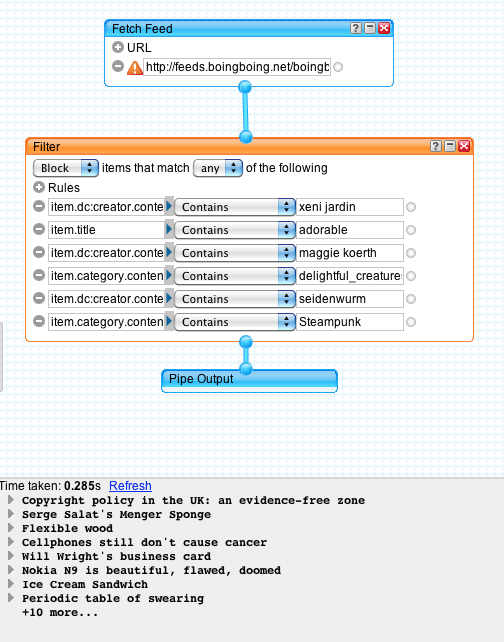 Fetch Feed
URL
http://feeds.boingboing.net/boingb
Filter
Block items that match any of the following
Rules
item.dc:creator.conte Contains xeni jardin
item.title Contains adorable
item.dc:creator.conte Contains maggie koerth
item.category.conten Contains delightful_creatures
item.dc:creator.conte Contains seidenwurm
item.category.conten Contains Steampunk
Pipe Output
Time taken: 0.285s Refresh
Copyright policy in the UK: an evidence-free zone
Serge Salat's Menger Sponge
Flexible wood
Cellphones still don't cause cancer
Will Wright's business card
Nokia N9 is beautiful, flawed, doomed
Ice Cream Sandwich
Periodic table of swearing
+10 more...